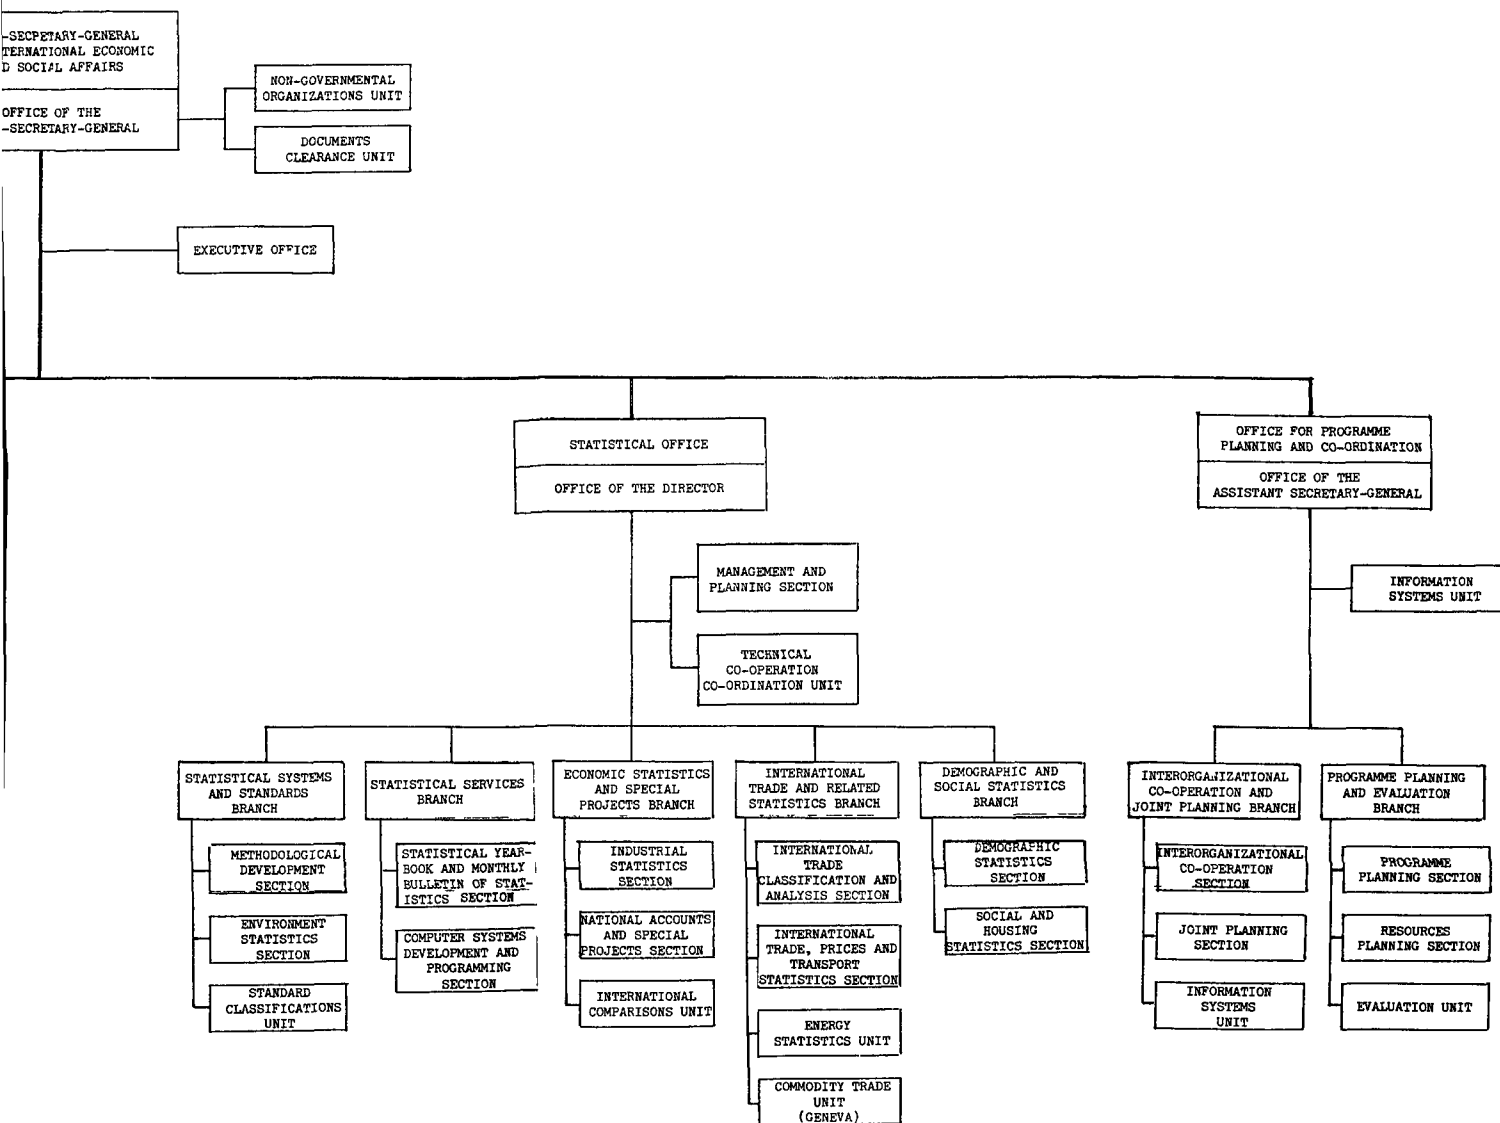 -SECPETARY-GENERAL
TERNATIONAL ECONOMIC
D SOCIAL AFFAIRS
OFFICE OF THE
-SECRETARY-GENERAL
NON-GOVERNMENTAL
ORGANIZATIONS UNIT
DOCUMENTS
CLEARANCE UNIT
EXECUTIVE OFFICE
STATISTICAL OFFICE
OFFICE OF THE DIRECTOR
OFFICE FOR PROGRAMME
PLANNING AND CO-ORDINATION
OFFICE OF THE
ASSISTANT SECRETARY-GENERAL
MANAGEMENT AND
PLANNING SECTION
TECHNICAL
CO-OPERATION
CO-ORDINATION UNIT
INFORMATION
SYSTEMS UNIT
STATISTICAL SYSTEMS
AND STANDARDS
BRANCH
METHODOLOGICAL
DEVELOPMENT
SECTION
ENVIRONMENT
STATISTICS
SECTION
STANDARD
CLASSIFICATIONS
UNIT
STATISTICAL SERVICES
BRANCH
STATISTICAL YEAR-
BOOK AND MONTHLY
BULLETIN OF STAT-
ISTICS SECTION
COMPUTER SYSTEMS
DEVELOPMENT AND
PROGRAMMING
SECTION
ECONOMIC STATISTICS
AND SPECIAL
PROJECTS BRANCH
INDUSTRIAL
STATISTICS
SECTION
NATIONAL ACCOUNTS
AND SPECIAL
PROJECTS SECTION
INTERNATIONAL
COMPARISONS UNIT
INTERNATIONAL
TRADE AND RELATED
STATISTICS BRANCH
INTERNATIONAL
TRADE
CLASSIFICATION AND
ANALYSIS SECTION
INTERNATIONAL
TRADE, PRICES AND
TRANSPORT
STATISTICS SECTION
ENERGY
STATISTICS UNIT
COMMODITY TRADE
UNIT
(GENEVA)
DEMOGRAPHIC AND
SOCIAL STATISTICS
BRANCH
DEMOGRAPHIC
STATISTICS
SECTION
SOCIAL AND
HOUSING
STATISTICS SECTION
INTERORGANIZATIONAL
CO-OPERATION AND
JOINT PLANNING BRANCH
INTERORGANIZATIONAL
CO-OPERATION
SECTION
JOINT PLANNING
SECTION
INFORMATION
SYSTEMS
UNIT
PROGRAMME PLANNING
AND EVALUATION
BRANCH
PROGRAMME
PLANNING SECTION
RESOURCES
PLANNING SECTION
EVALUATION UNIT